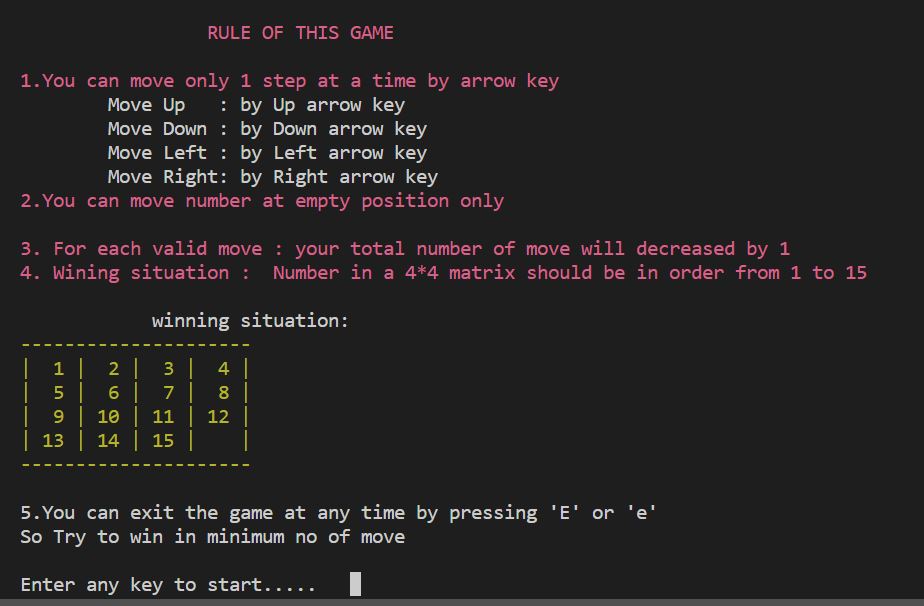 RULE OF THIS GAME
1.You can move only 1 step at a time by arrow key
Move Up   : by Up arrow key
Move Down : by Down arrow key
Move Left : by Left arrow key
Move Right: by Right arrow key
2.You can move number at empty position only
3. For each valid move : your total number of move will decreased by 1
4. Wining situation :  Number in a 4*4 matrix should be in order from 1 to 15
winning situation:
---------------------
|  1 |  2 |  3 |  4 |
|  5 |  6 |  7 |  8 |
|  9 | 10 | 11 | 12 |
| 13 | 14 | 15 |    |
---------------------
5.You can exit the game at any time by pressing 'E' or 'e'
So Try to win in minimum no of move
Enter any key to start.....